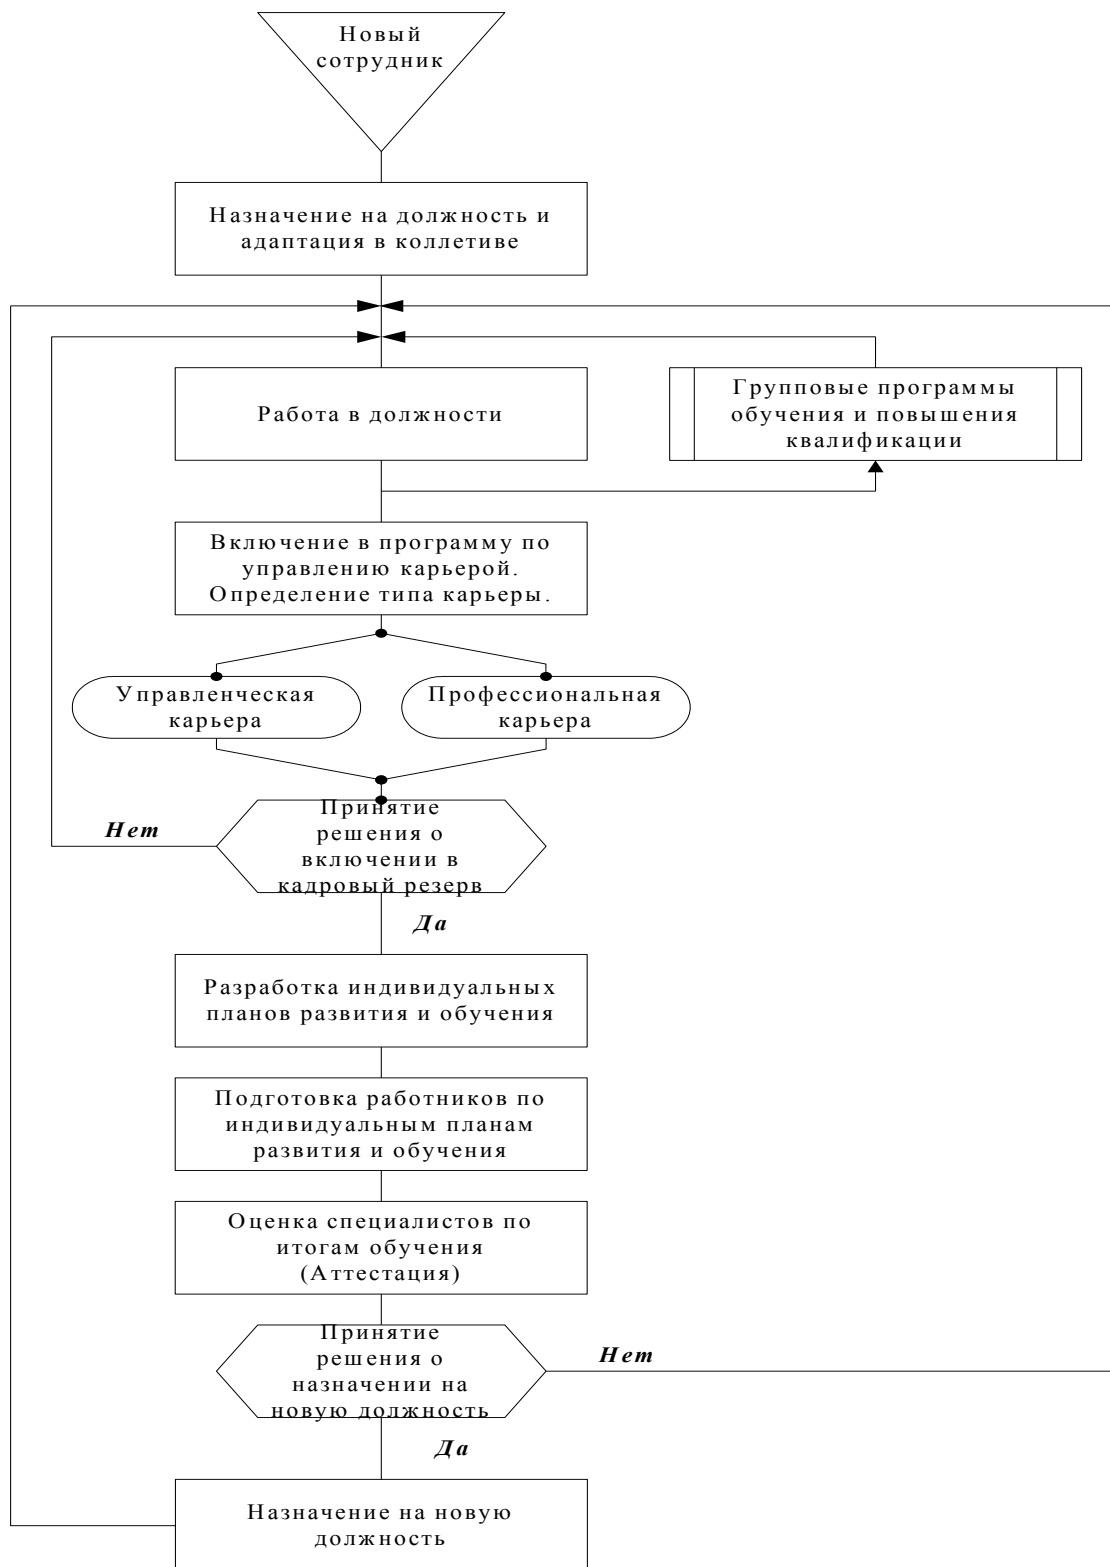 Новый
сотрудник
Назначение на должность и
адаптация в коллетиве
Работа в должности
Групповые программы
обучения и повышения
квалификации
Включение в программу по
управлению карьерой.
Определение типа карьеры.
Управленческая
карьера
Профессиональная
карьера
Принятие
решения о
включении в
кадровый резерв
Нет
Да
Разработка индивидуальных
планов развития и обучения
Подготовка работников по
индивидуальным планам
развития и обучения
Оценка специалистов по
итогам обучения
(Аттестация)
Принятие
решения о
назначении на
новую должность
Нет
Да
Назначение на новую
должность